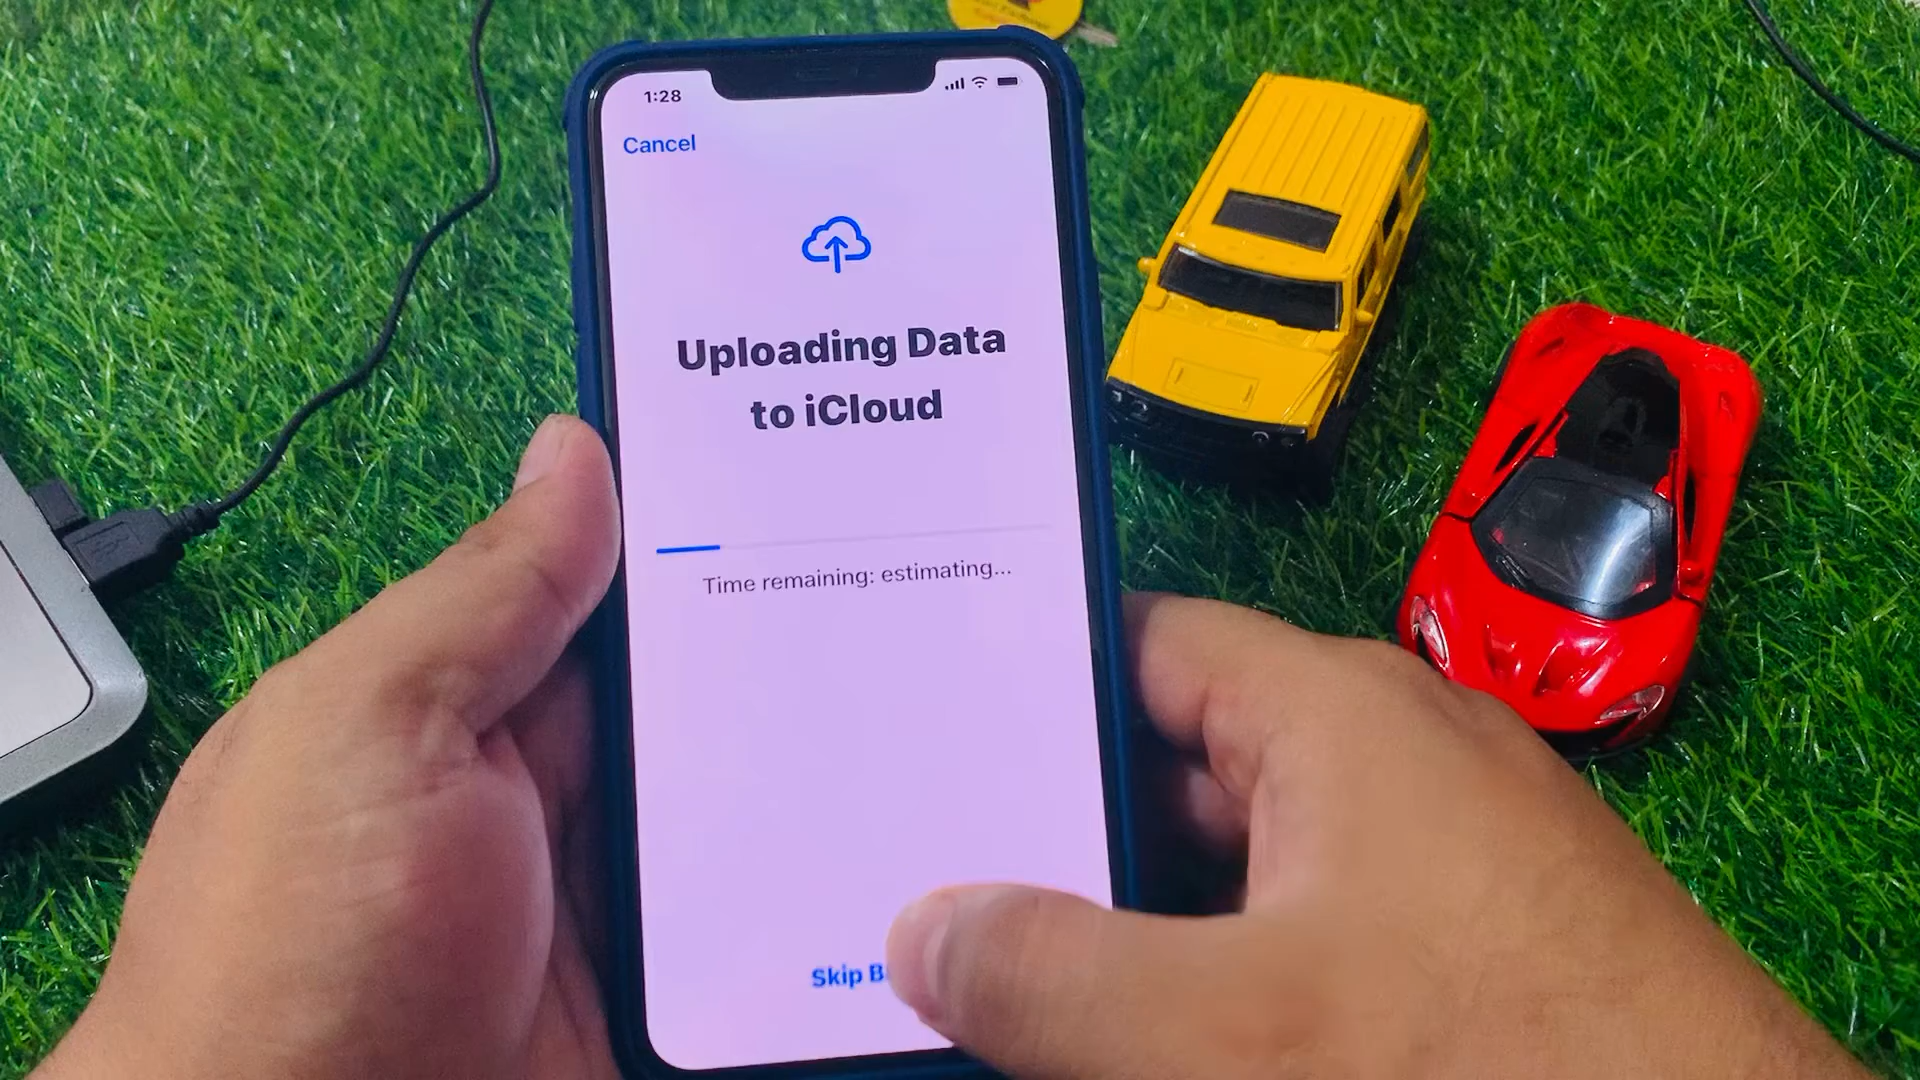 1:28
Cancel
Uploading Data
to iCloud
Time remaining: estimating...
Skip